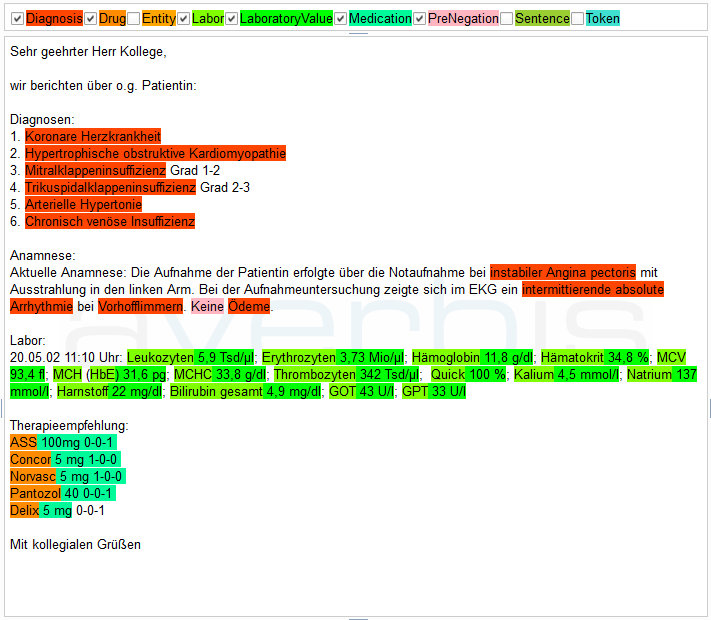 Diagnosis Drug Entity Labor LaboratoryValue Medication PreNegation Sentence Token
Sehr geehrter Herr Kollege,
wir berichten über o.g. Patientin:
Diagnosen:
1. Koronare Herzkrankheit
2. Hypertrophische obstruktive Kardiomyopathie
3. Mitralklappeninsuffizienz Grad 1-2
4. Trikuspidalklappeninsuffizienz Grad 2-3
5. Arterielle Hypertonie
6. Chronisch venöse Insuffizienz
Anamnese:
Aktuelle Anamnese: Die Aufnahme der Patientin erfolgte über die Notaufnahme bei instabiler Angina pectoris mit
Ausstrahlung in den linken Arm. Bei der Aufnahmeuntersuchung zeigte sich im EKG ein intermittierende absolute
Arrhythmie bei Vorhofflimmern. Keine Ödeme.
averbis
Labor:
20.05.02 11:10 Uhr: Leukozyten 5,9 Tsd/µl; Erythrozyten 3,73 Mio/µl; Hämoglobin 11,8 g/dl; Hämatokrit 34,8 %; MCV
93,4 fl; MCH (HbE) 31,6 pg; MCHC 33,8 g/dl; Thrombozyten 342 Tsd/µl; Quick 100 %; Kalium 4,5 mmol/l; Natrium 137
mmol/l; Harnstoff 22 mg/dl; Bilirubin gesamt 4,9 mg/dl; GOT 43 U/l; GPT 33 U/l
Therapieempfehlung:
ASS 100mg 0-0-1
Concor 5 mg 1-0-0
Norvasc 5 mg 1-0-0
Pantozol 40 0-0-1
Delix 5 mg 0-0-1
Mit kollegialen Grüßen